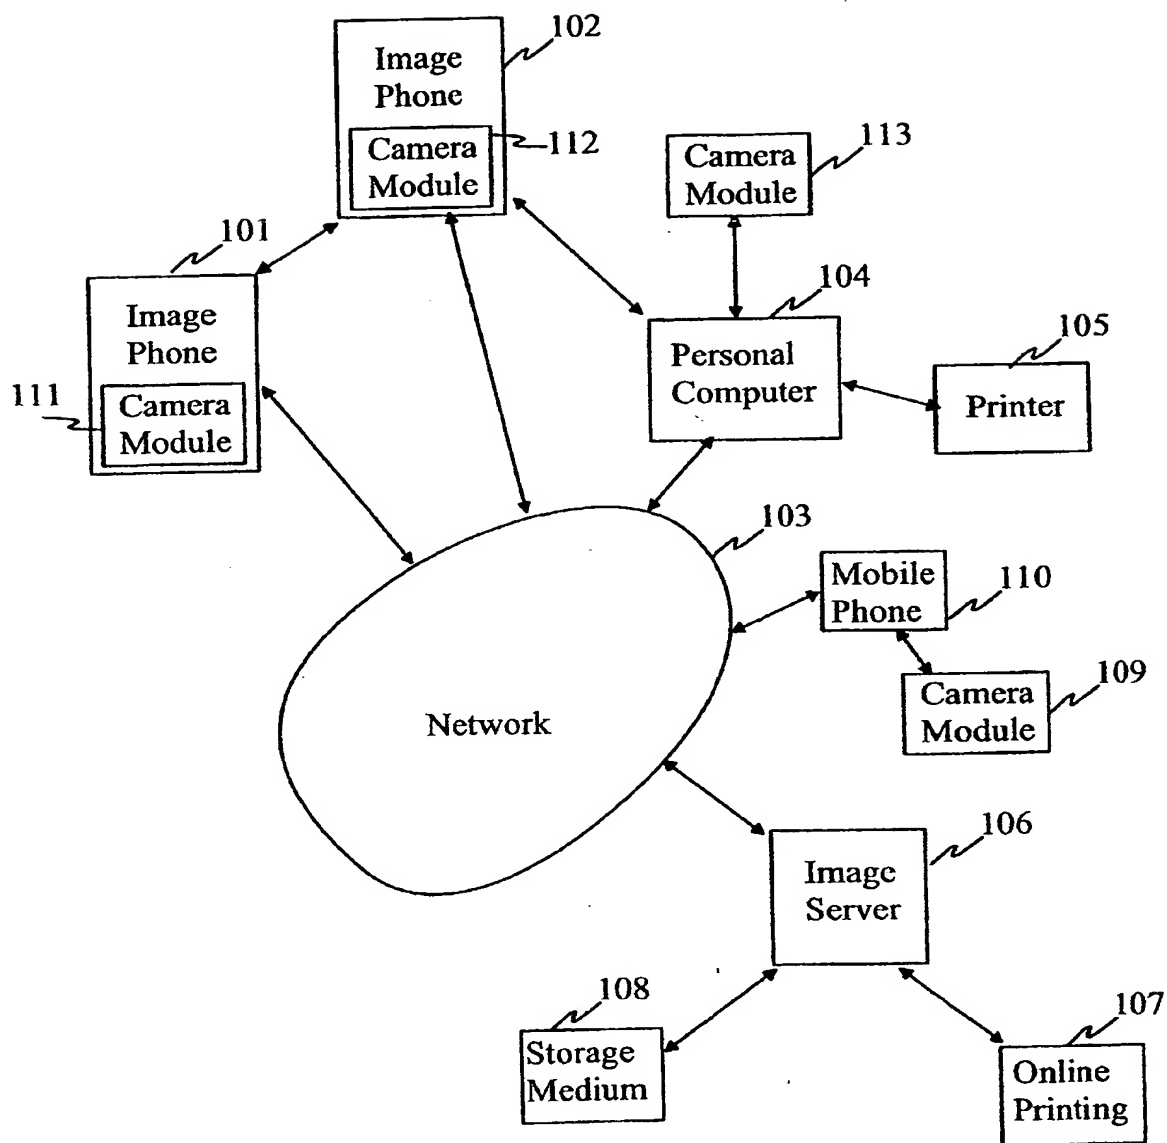 102
Image
Phone
Camera
Module
112
Camera
Module
113
101
Image
Phone
111
Camera
Module
104
Personal
Computer
105
Printer
103
Mobile
Phone
110
Camera
Module
109
Network
106
Image
Server
108
Storage
Medium
107
Online
Printing